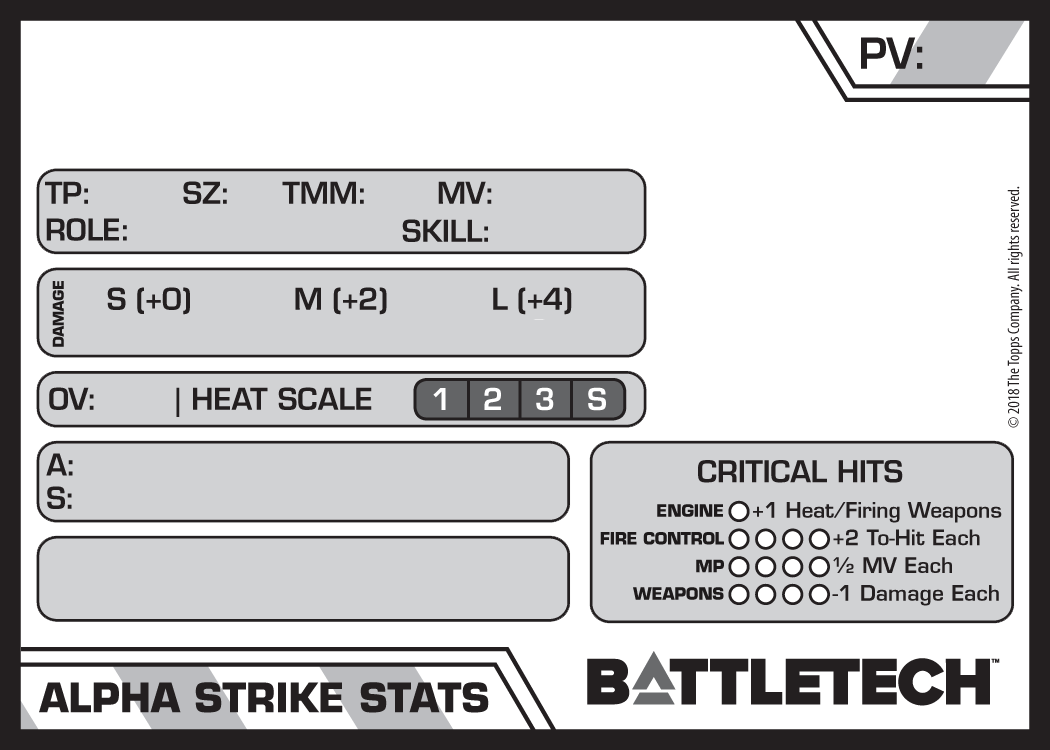 PV:
TP: SZ: TMM: MV:
ROLE: SKILL:
DAMAGE
S (+0) M (+2) L (+4)
OV: | HEAT SCALE 1 2 3 S
A:
S:
CRITICAL HITS
ENGINE +1 Heat/Firing Weapons
FIRE CONTROL +2 To-Hit Each
MP ½ MV Each
WEAPONS -1 Damage Each
© 2018 The Topps Company. All rights reserved.
ALPHA STRIKE STATS
BATTLETECH™